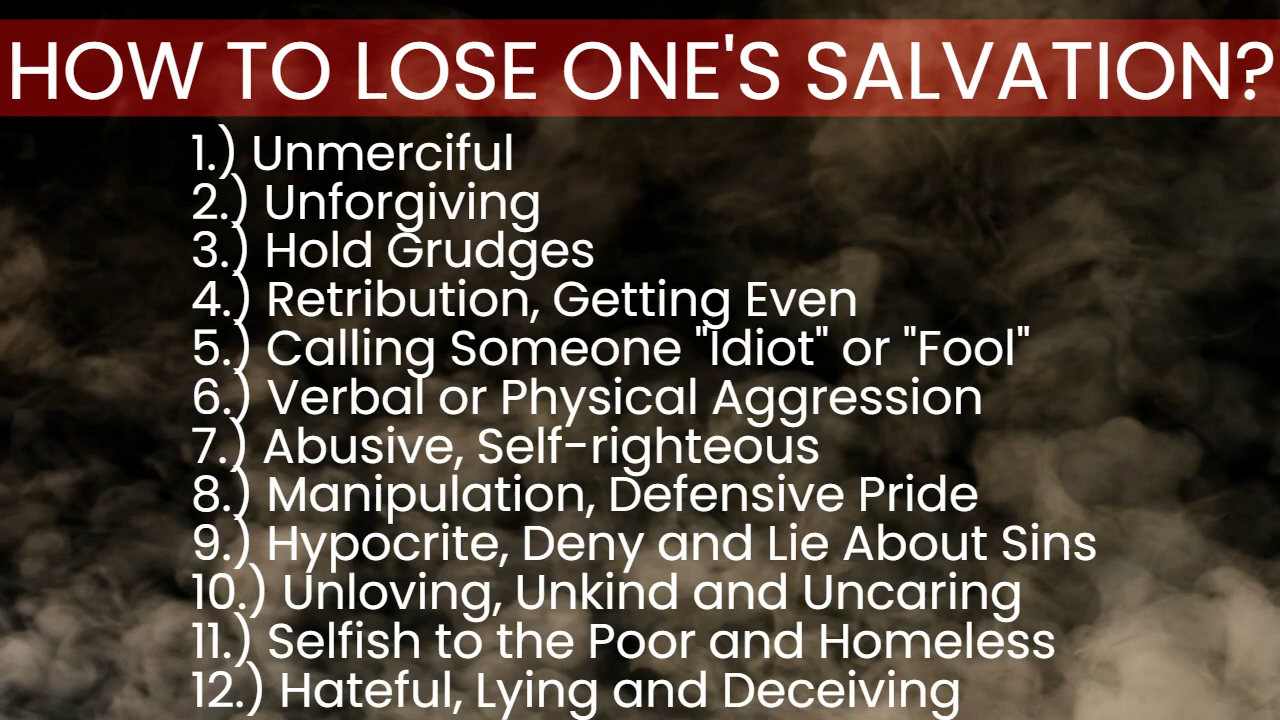 HOW TO LOSE ONE'S SALVATION?
1.) Unmerciful
2.) Unforgiving
3.) Hold Grudges
4.) Retribution, Getting Even
5.) Calling Someone "Idiot" or "Fool"
6.) Verbal or Physical Aggression
7.) Abusive, Self-righteous
8.) Manipulation, Defensive Pride
9.) Hypocrite, Deny and Lie About Sins
10.) Unloving, Unkind and Uncaring
11.) Selfish to the Poor and Homeless
12.) Hateful, Lying and Deceiving